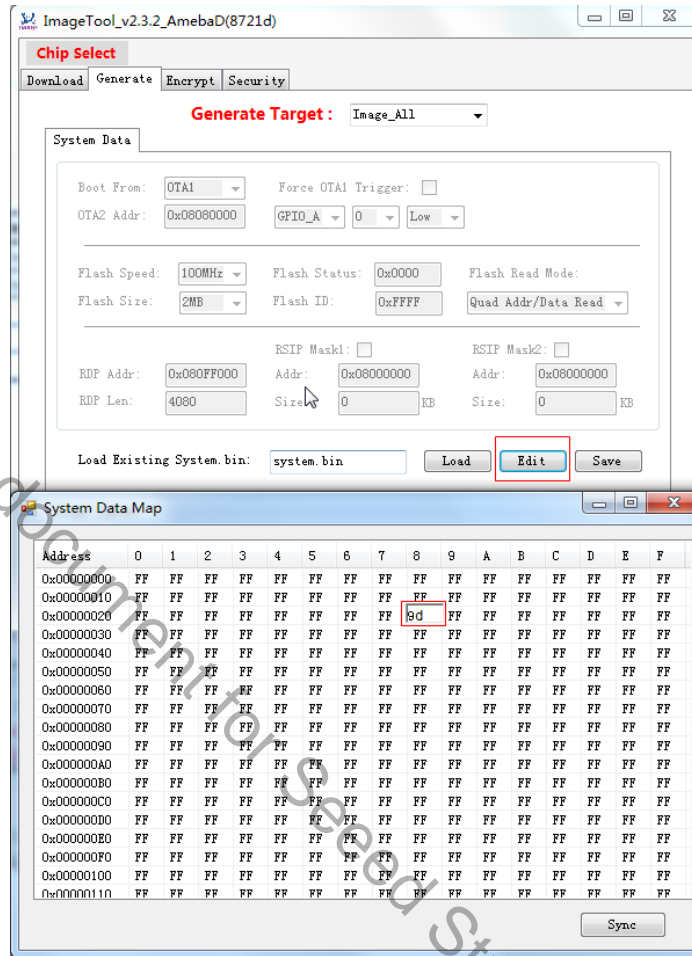 ImageTool_v2.3.2_AmebaD(8721d)
Chip Select
Download Generate Encrypt Security
Generate Target : Image_All
System Data
Boot From: OTA1 Force OTA1 Trigger:
OTA2 Addr: 0x08080000 GPIO_A 0 Low
Flash Speed: 100MHz Flash Status: 0x0000 Flash Read Mode:
Flash Size: 2MB Flash ID: 0xFFFF Quad Addr/Data Read
RSIP Mask1: RSIP Mask2:
RDP Addr: 0x080FF000 Addr: 0x08000000 Addr: 0x08000000
RDP Len: 4080 Size: 0 KB Size: 0 KB
Load Existing System.bin: system.bin Load Edit Save
System Data Map
Address 0 1 2 3 4 5 6 7 8 9 A B C D E F
0x00000000 FF FF FF FF FF FF FF FF FF FF FF FF FF FF FF FF
0x00000010 FF FF FF FF FF FF FF FF FF FF FF FF FF FF FF FF
0x00000020 FF FF FF FF FF FF FF FF 9d FF FF FF FF FF FF FF
0x00000030 FF FF FF FF FF FF FF FF FF FF FF FF FF FF FF FF
0x00000040 FF FF FF FF FF FF FF FF FF FF FF FF FF FF FF FF
0x00000050 FF FF FF FF FF FF FF FF FF FF FF FF FF FF FF FF
0x00000060 FF FF FF FF FF FF FF FF FF FF FF FF FF FF FF FF
0x00000070 FF FF FF FF FF FF FF FF FF FF FF FF FF FF FF FF
0x00000080 FF FF FF FF FF FF FF FF FF FF FF FF FF FF FF FF
0x00000090 FF FF FF FF FF FF FF FF FF FF FF FF FF FF FF FF
0x000000A0 FF FF FF FF FF FF FF FF FF FF FF FF FF FF FF FF
0x000000B0 FF FF FF FF FF FF FF FF FF FF FF FF FF FF FF FF
0x000000C0 FF FF FF FF FF FF FF FF FF FF FF FF FF FF FF FF
0x000000D0 FF FF FF FF FF FF FF FF FF FF FF FF FF FF FF FF
0x000000E0 FF FF FF FF FF FF FF FF FF FF FF FF FF FF FF FF
0x000000F0 FF FF FF FF FF FF FF FF FF FF FF FF FF FF FF FF
0x00000100 FF FF FF FF FF FF FF FF FF FF FF FF FF FF FF FF
0x00000110 FF FF FF FF FF FF FF FF FF FF FF FF FF FF FF FF
Sync
document for Seeed St